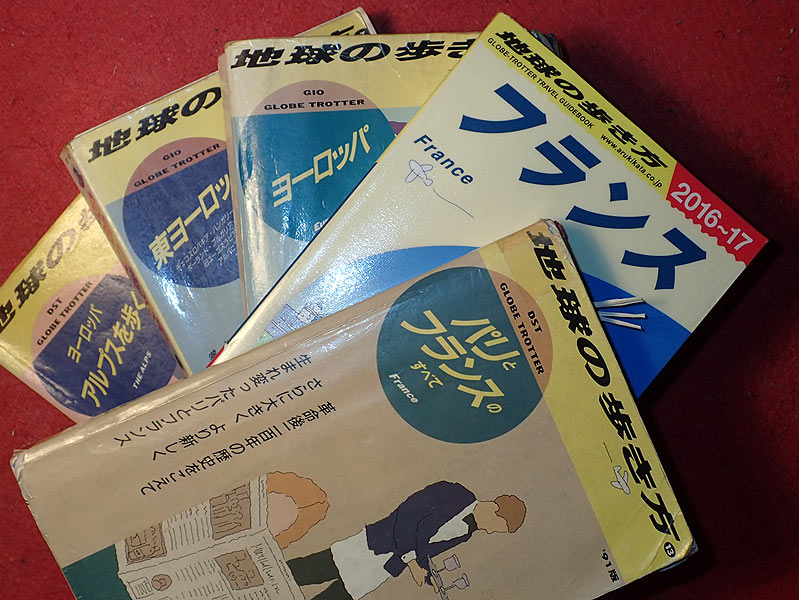 地球の歩き方
DST
GLOBE TROTTER
ヨーロッパ
アルプスを歩く
THE ALPS
地球の
GIO
GLOBE TROTTER
東ヨーロッ
地球の歩き
GIO
GLOBE TROTTER
ヨーロッパ
地球の歩き方
GLOBE-TROTTER TRAVEL GUIDEBOOK
www.arukikata.co.jp
フランス
France
2016~17
地球の歩き方
13
'91版
DST
GLOBE TROTTER
パリと
フランスの
すべて
France
革命後二百年の歴史をこえて
さらに大きく より新しく
生まれ変ったパリとフランス